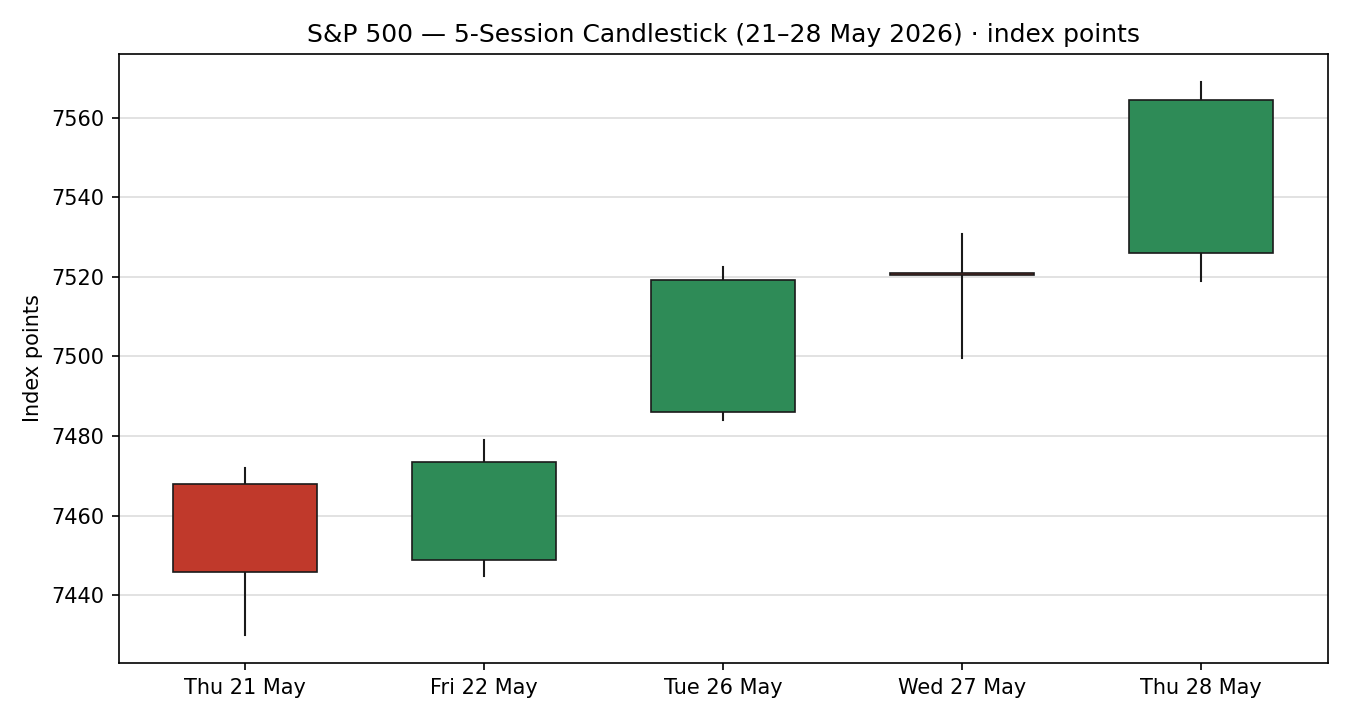 S&P 500 — 5-Session Candlestick (21–28 May 2026) · index points
Index points
7560
7540
7520
7500
7480
7460
7440
Thu 21 May
Fri 22 May
Tue 26 May
Wed 27 May
Thu 28 May